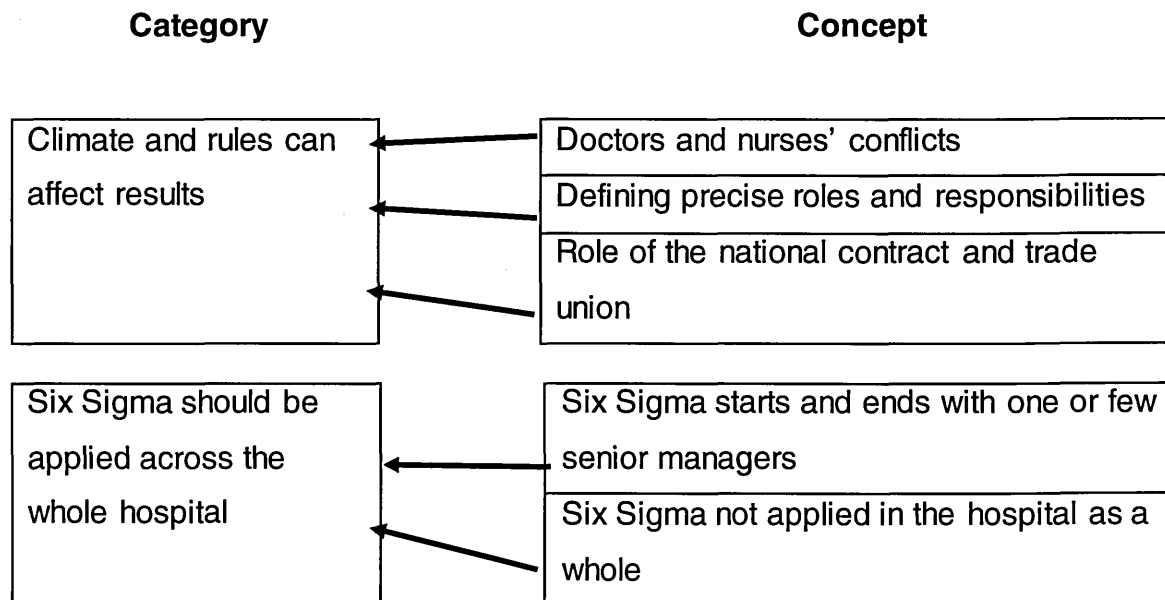 Category
Concept
Climate and rules can
affect results
Doctors and nurses’ conflicts
Defining precise roles and responsibilities
Role of the national contract and trade
union
Six Sigma should be
applied across the
whole hospital
Six Sigma starts and ends with one or few
senior managers
Six Sigma not applied in the hospital as a
whole